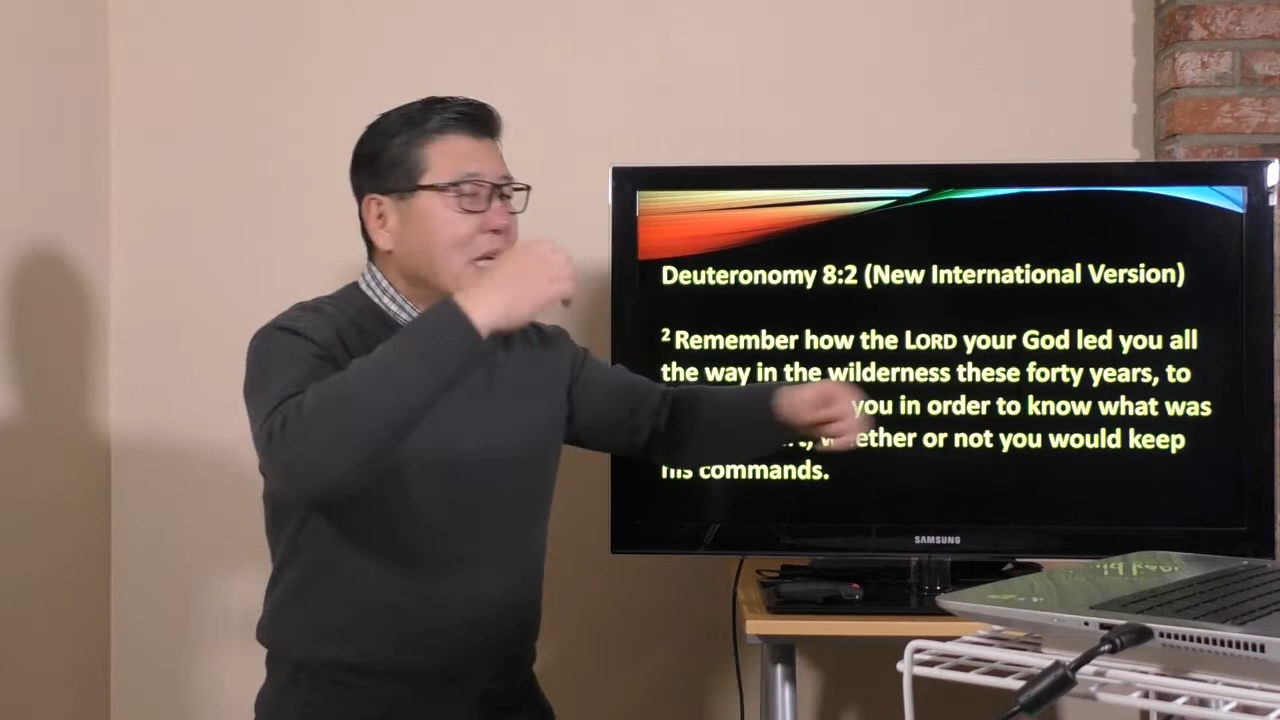 Deuteronomy 8:2 (New International Version)
2 Remember how the LORD your God led you all
the way in the wilderness these forty years, to
you in order to know what was
whether or not you would keep
his commands.
SAMSUNG